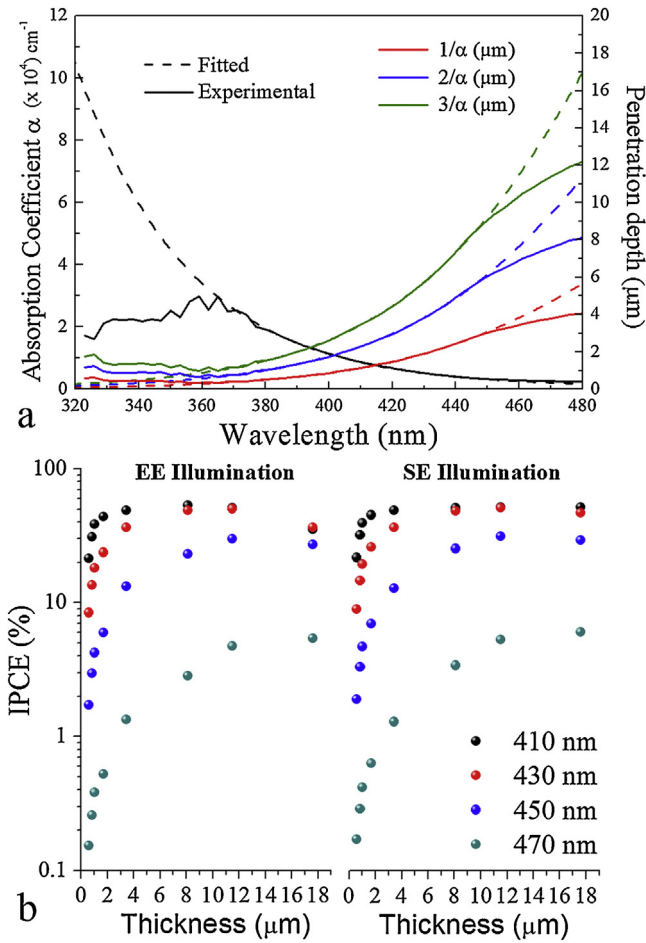 12
10
8
6
4
2
0
Absorption Coefficient α (x 10⁴) cm⁻¹
Fitted
Experimental
1/α (μm)
2/α (μm)
3/α (μm)
20
18
16
14
12
10
8
6
4
2
0
Penetration depth (μm)
320 340 360 380 400 420 440 460 480
a
Wavelength (nm)
EE Illumination
SE Illumination
100
10
1
0.1
IPCE (%)
410 nm
430 nm
450 nm
470 nm
0 2 4 6 8 10 12 14 16 18
0 2 4 6 8 10 12 14 16 18
b
Thickness (μm)
Thickness (μm)